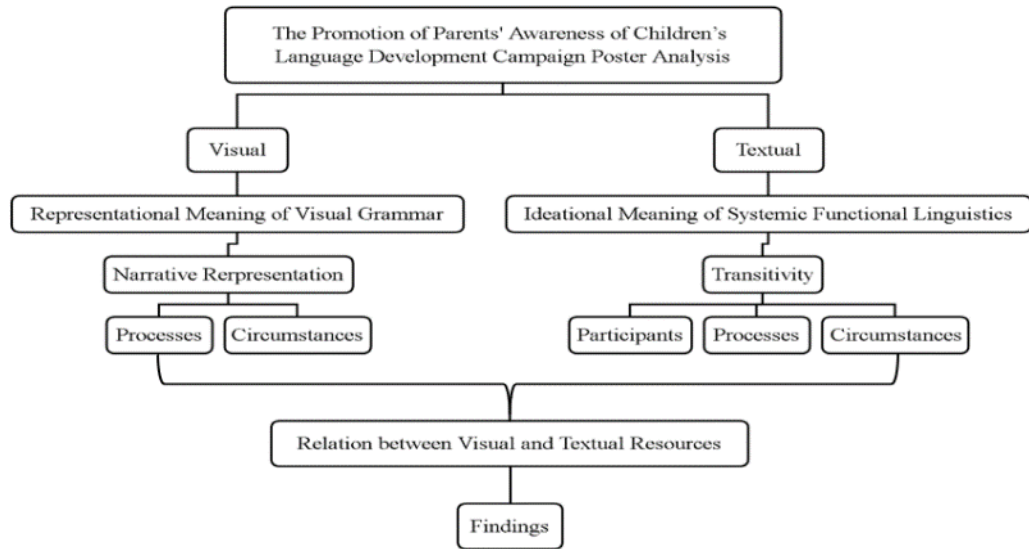 The Promotion of Parents' Awareness of Children's
Language Development Campaign Poster Analysis
Visual
Textual
Representational Meaning of Visual Grammar
Ideational Meaning of Systemic Functional Linguistics
Narrative Rerpresentation
Transitivity
Processes
Circumstances
Participants
Processes
Circumstances
Relation between Visual and Textual Resources
Findings